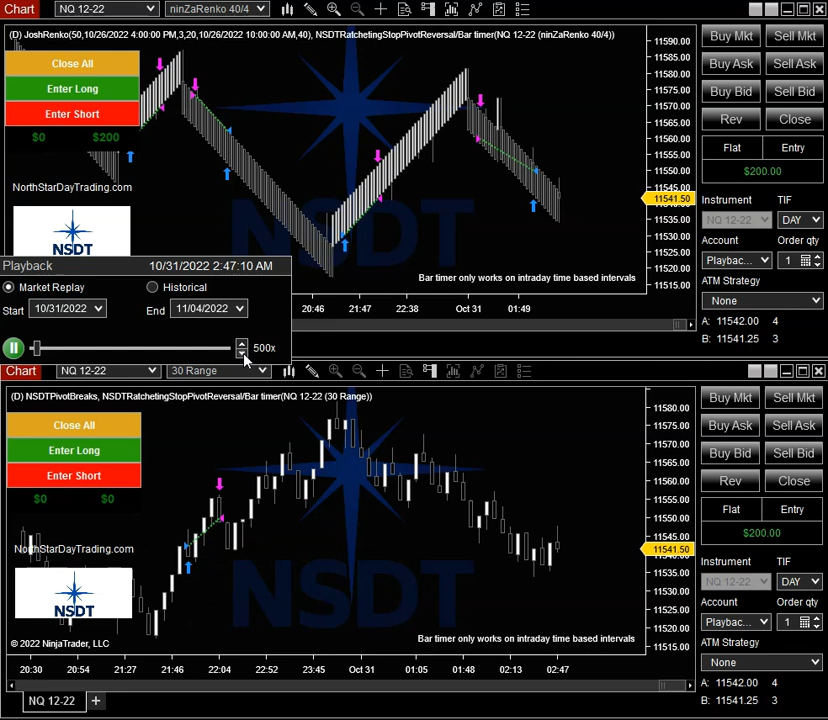 Chart NQ 12-22 ninZaRenko 40/4
(D) JoshRenko(50,10/26/2022 4:00:00 PM,3,20,10/26/2022 10:00:00 AM,40), NSDTRatchetingStopPivotReversal/Bar timer(NQ 12-22 (ninZaRenko 40/4))
Close All
Enter Long
Enter Short
$0 $200
NorthStarDayTrading.com
NSDT
NSDT
Bar timer only works on intraday time based intervals
11590.00
11585.00
11580.00
11575.00
11570.00
11565.00
11560.00
11555.00
11550.00
11545.00
11541.50
11535.00
11530.00
11525.00
11520.00
11515.00
20:46 21:47 22:38 Oct 31 01:49
Buy Mkt Sell Mkt
Buy Ask Sell Ask
Buy Bid Sell Bid
Rev Close
Flat Entry
$200.00
Instrument TIF
NQ 12-22 DAY
Account Order qty
Playbac... 1
ATM Strategy
None
A: 11542.00 4
B: 11541.25 3
Playback 10/31/2022 2:47:10 AM
Market Replay Historical
Start 10/31/2022 End 11/04/2022
500x
Chart NQ 12-22 30 Range
(D) NSDTPivotBreaks, NSDTRatchetingStopPivotReversal/Bar timer(NQ 12-22 (30 Range))
Close All
Enter Long
Enter Short
$0 $0
NorthStarDayTrading.com
NSDT
NSDT
© 2022 NinjaTrader, LLC
Bar timer only works on intraday time based intervals
11580.00
11575.00
11570.00
11565.00
11560.00
11555.00
11550.00
11545.00
11541.50
11535.00
11530.00
11525.00
11520.00
11515.00
20:30 20:54 21:27 21:46 22:04 22:52 23:45 Oct 31 01:05 01:48 02:13 02:47
Buy Mkt Sell Mkt
Buy Ask Sell Ask
Buy Bid Sell Bid
Rev Close
Flat Entry
$200.00
Instrument TIF
NQ 12-22 DAY
Account Order qty
Playbac... 1
ATM Strategy
None
A: 11542.00 4
B: 11541.25 3
NQ 12-22 +